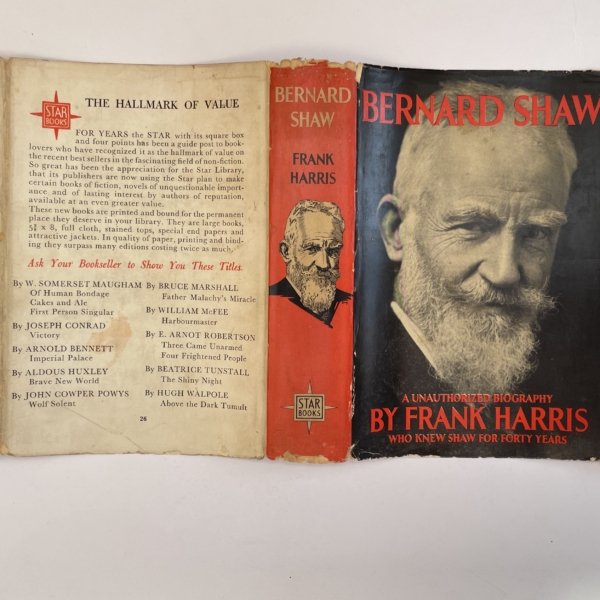 STAR
BOOKS
THE HALLMARK OF VALUE
FOR YEARS the STAR with its square box
and four points has been a guide post to book-
lovers who have recognized it as the hallmark of value on
the recent best sellers in the fascinating field of non-fiction.
So great has been the appreciation for the Star Library,
that its publishers are now using the Star plan to make
certain books of fiction, novels of unquestionable import-
ance and of lasting interest by authors of reputation,
available at an even greater value.
These new books are printed and bound for the permanent
place they deserve in your library. They are large books,
5¾ x 8, full cloth, stained tops, special end papers and
attractive jackets. In quality of paper, printing and bind-
ing they surpass many editions costing twice as much.
Ask Your Bookseller to Show You These Titles
By W. SOMERSET MAUGHAM
Of Human Bondage
Cakes and Ale
First Person Singular
By JOSEPH CONRAD
Victory
By ARNOLD BENNETT
Imperial Palace
By ALDOUS HUXLEY
Brave New World
By JOHN COWPER POWYS
Wolf Solent
By BRUCE MARSHALL
Father Malachy's Miracle
By WILLIAM McFEE
Harbourmaster
By E. ARNOT ROBERTSON
Three Came Unarmed
Four Frightened People
By BEATRICE TUNSTALL
The Shiny Night
By HUGH WALPOLE
Above the Dark Tumult
26
BERNARD
SHAW
FRANK
HARRIS
STAR
BOOKS
BERNARD SHAW
A UNAUTHORIZED BIOGRAPHY
BY FRANK HARRIS
WHO KNEW SHAW FOR FORTY YEARS